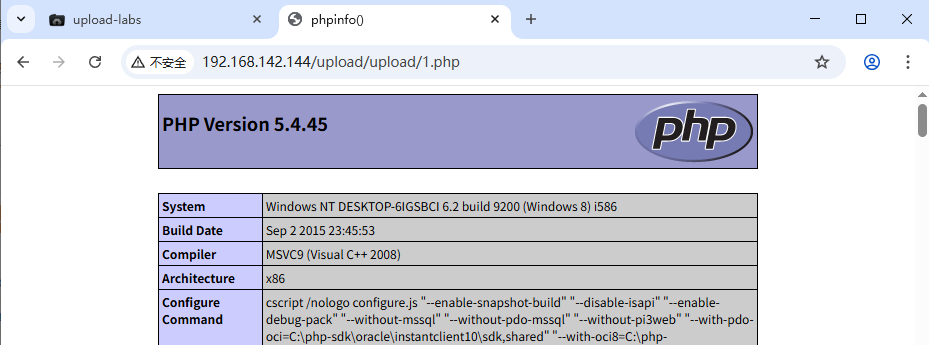 upload-labs
phpinfo()
不安全
192.168.142.144/upload/upload/1.php
PHP Version 5.4.45
php
System
Windows NT DESKTOP-6IGSBCI 6.2 build 9200 (Windows 8) i586
Build Date
Sep 2 2015 23:45:53
Compiler
MSVC9 (Visual C++ 2008)
Architecture
x86
Configure
Command
cscript /nologo configure.js "--enable-snapshot-build" "--disable-isapi" "--enable-
debug-pack" "--without-mssql" "--without-pdo-mssql" "--without-pi3web" "--with-pdo-
oci=C:\php-sdk\oracle\instantclient10\sdk,shared" "--with-oci8=C:\php-